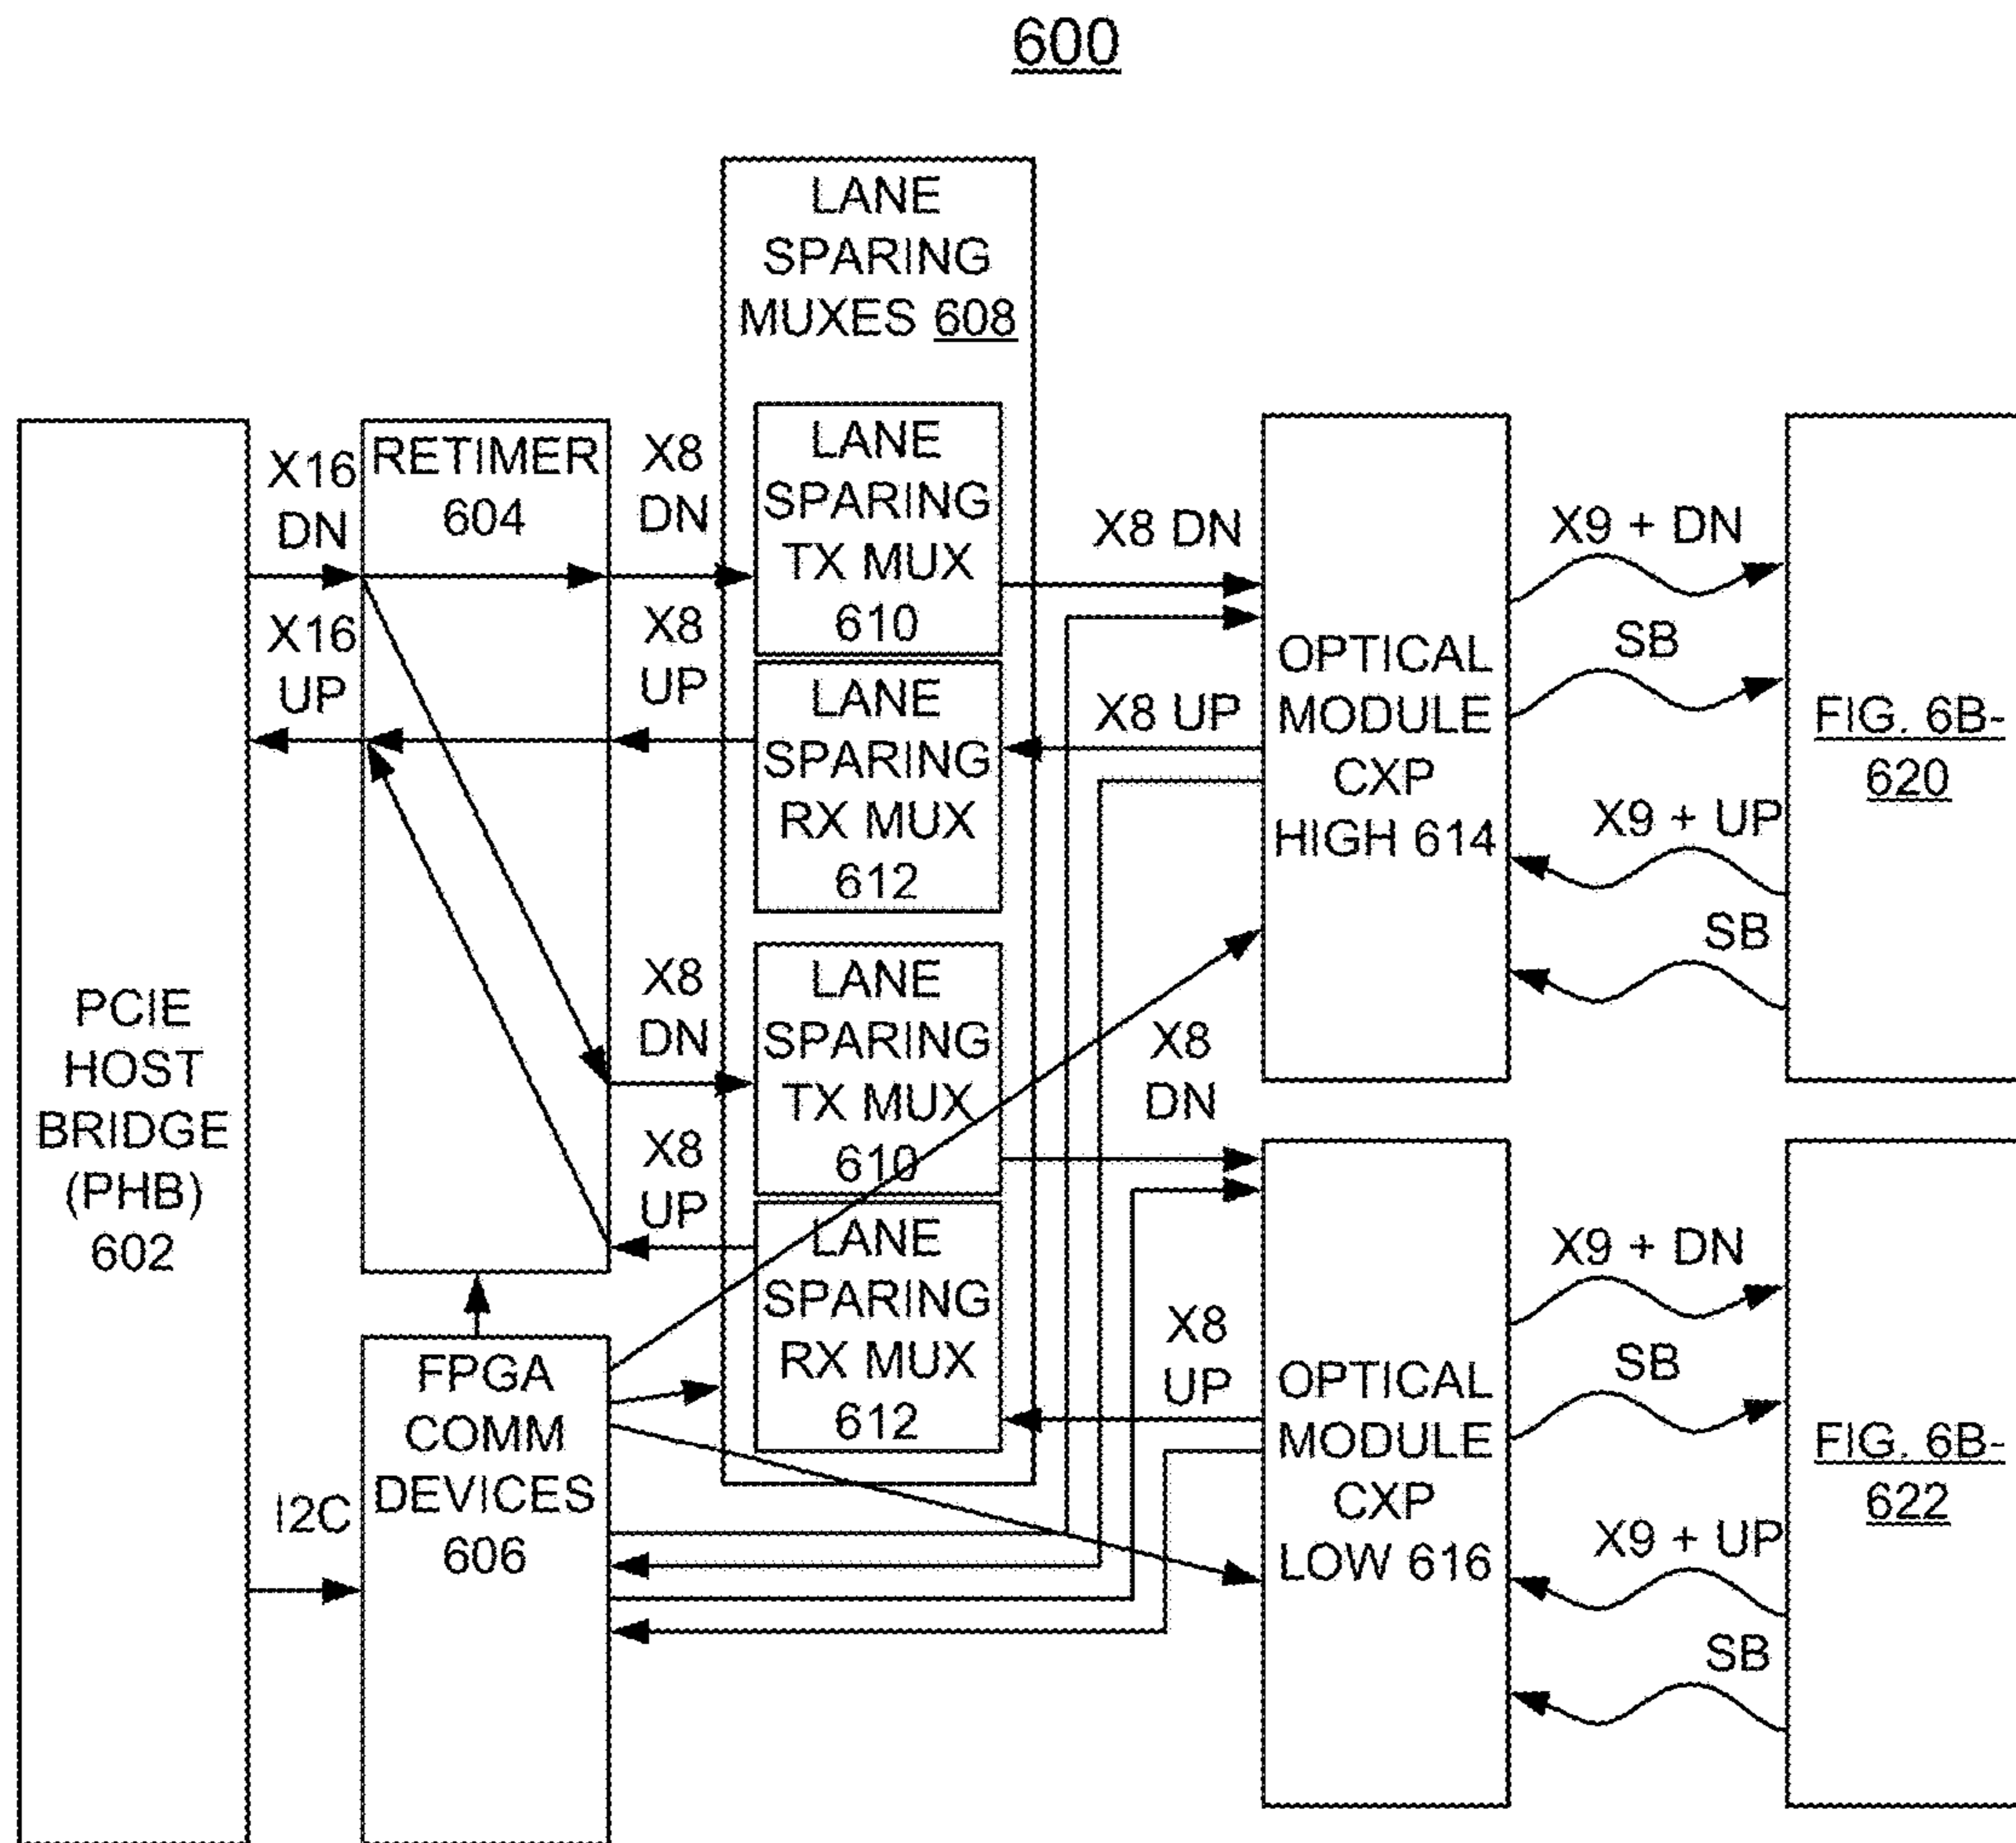 600
LANE
SPARING
MUXES 608
X16
DN
X16
UP
RETIMER
604
X8
DN
X8
UP
LANE
SPARING
TX MUX
610
LANE
SPARING
RX MUX
612
X8 DN
X8 UP
OPTICAL
MODULE
CXP
HIGH 614
X9 + DN
SB
X9 + UP
SB
FIG. 6B-
620
PCIE
HOST
BRIDGE
(PHB)
602
X8
DN
X8
UP
LANE
SPARING
TX MUX
610
LANE
SPARING
RX MUX
612
X8
DN
X8
UP
I2C
FPGA
COMM
DEVICES
606
OPTICAL
MODULE
CXP
LOW 616
X9 + DN
SB
X9 + UP
SB
FIG. 6B-
622